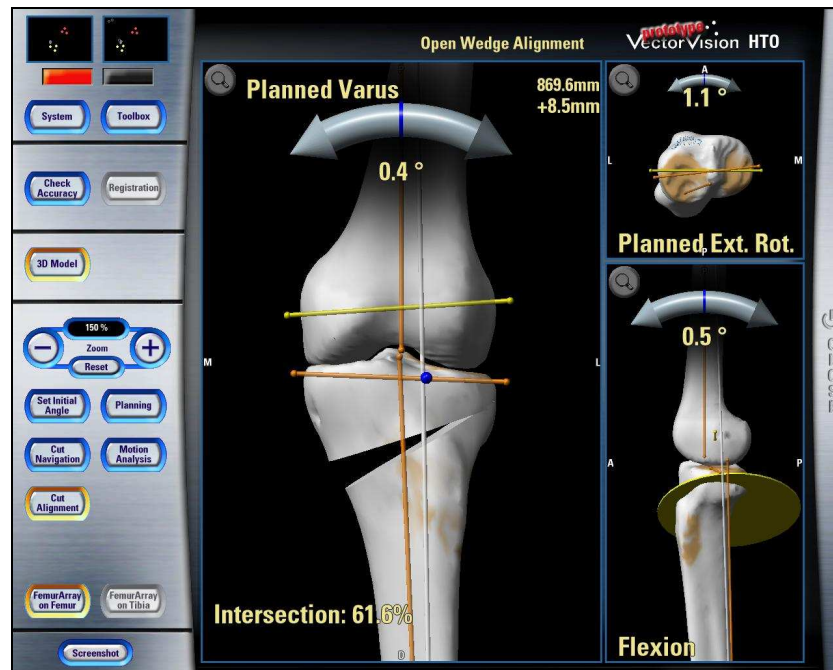 Open Wedge Alignment
prototype
VectorVision HTO
System
Toolbox
Check
Accuracy
Registration
3D Model
150 %
Zoom
Reset
Set Initial
Angle
Planning
Cut
Navigation
Motion
Analysis
Cut
Alignment
FemurArray
on Femur
FemurArray
on Tibia
Screenshot
Planned Varus
869.6mm
+8.5mm
0.4 °
M
L
Intersection: 61.6%
D
A
1.1 °
L
M
P
Planned Ext. Rot.
0.5 °
A
P
Flexion